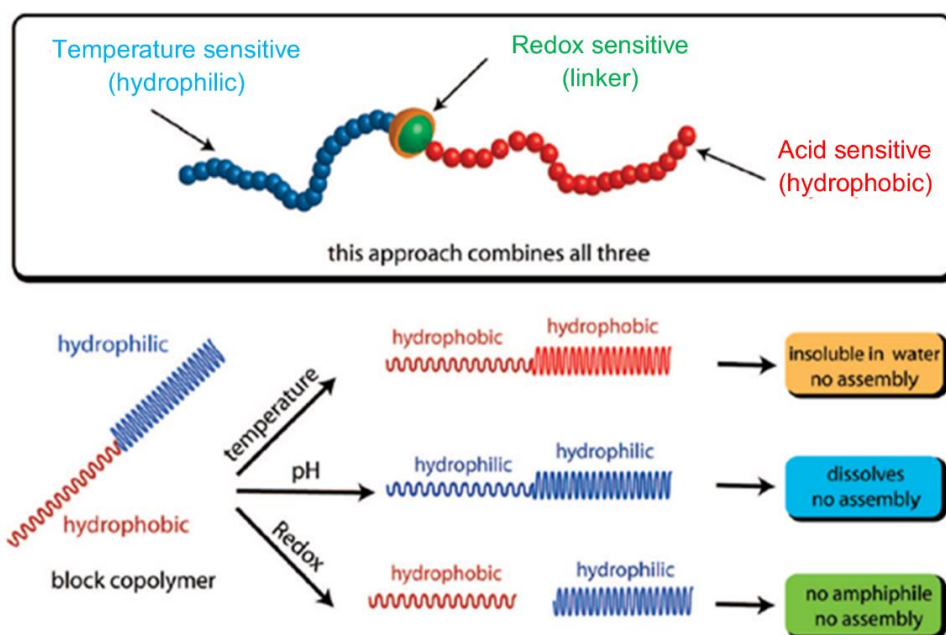 Temperature sensitive
(hydrophilic)
Redox sensitive
(linker)
Acid sensitive
(hydrophobic)
this approach combines all three
hydrophilic
hydrophobic
block copolymer
temperature
hydrophobic
hydrophobic
insoluble in water
no assembly
pH
hydrophilic
hydrophilic
dissolves
no assembly
Redox
hydrophobic
hydrophilic
no amphiphile
no assembly